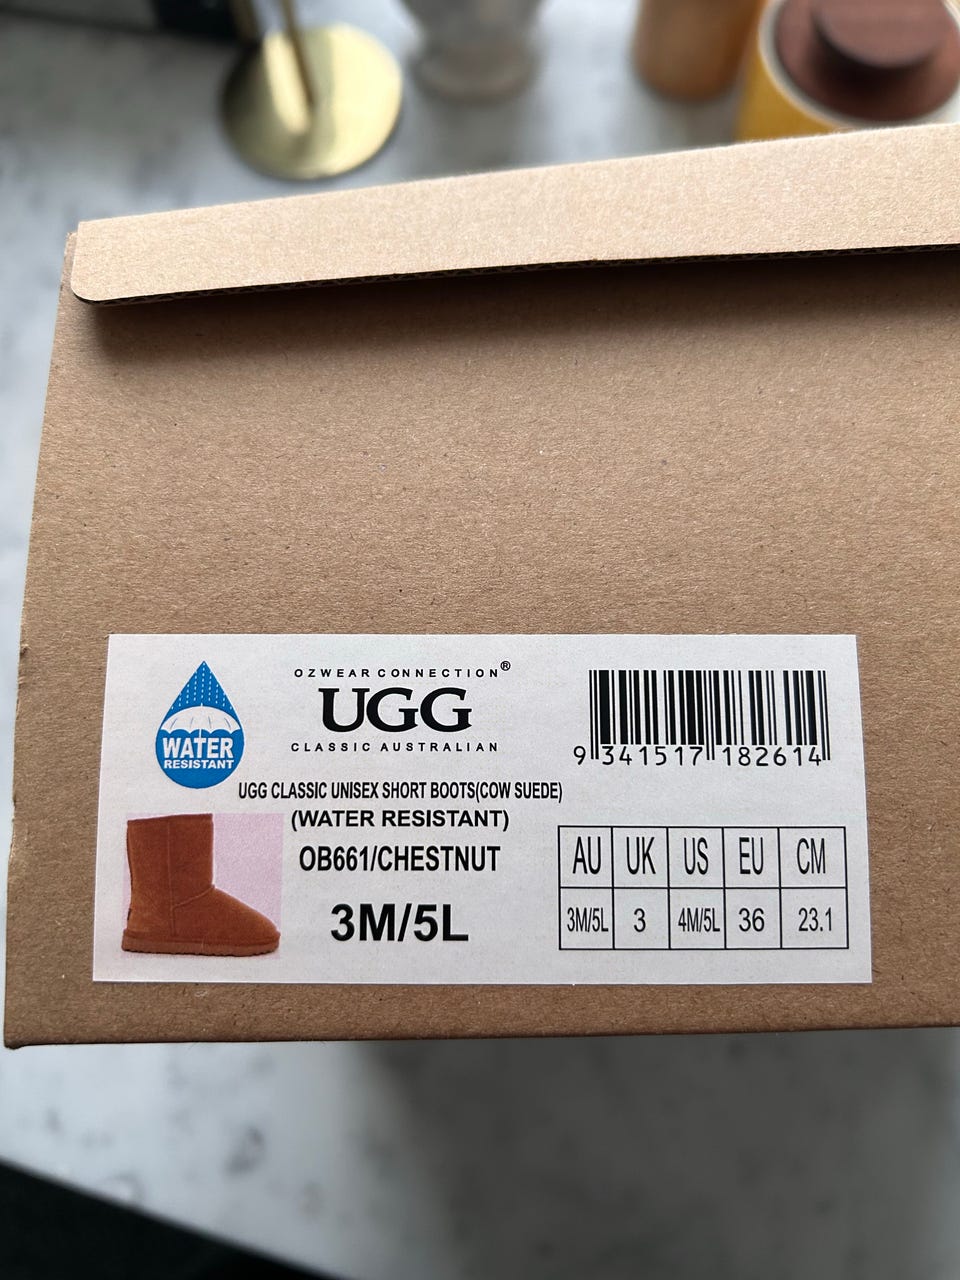 WATER
RESISTANT
OZWEAR CONNECTION®
UGG
CLASSIC AUSTRALIAN
9 341517 182614
UGG CLASSIC UNISEX SHORT BOOTS(COW SUEDE)
(WATER RESISTANT)
OB661/CHESTNUT
3M/5L
AU UK US EU CM
3M/5L 3 4M/5L 36 23.1